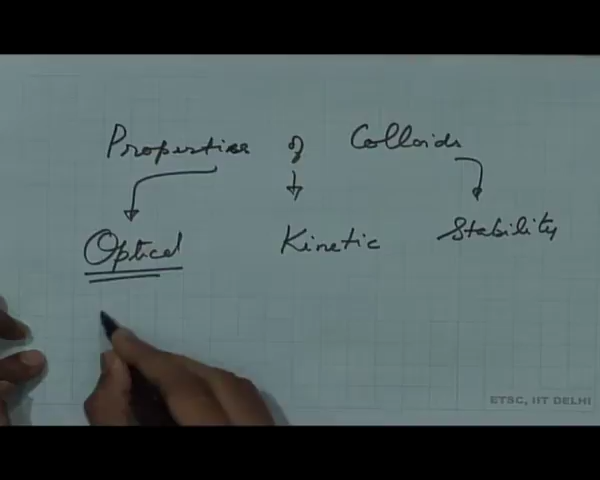 Properties of Colloids
Optical Kinetic Stability
ETSC, IIT DELHI